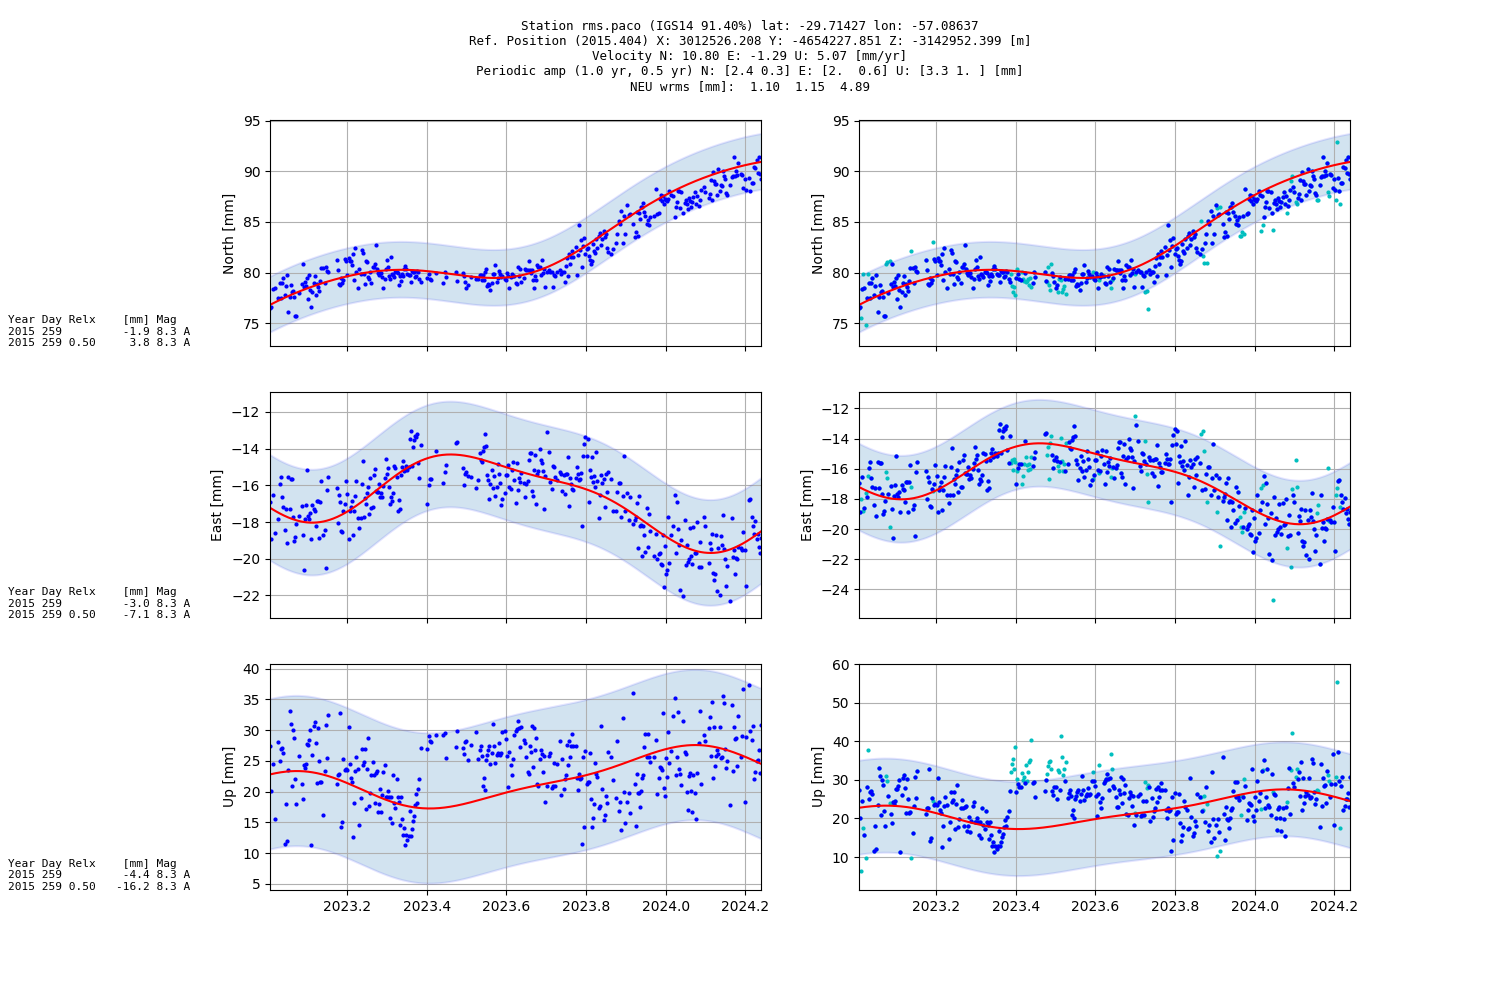 Station rms.paco (IGS14 91.40%) lat: -29.71427 lon: -57.08637
Ref. Position (2015.404) X: 3012526.208 Y: -4654227.851 Z: -3142952.399 [m]
Velocity N: 10.80 E: -1.29 U: 5.07 [mm/yr]
Periodic amp (1.0 yr, 0.5 yr) N: [2.4 0.3] E: [2.  0.6] U: [3.3 1. ] [mm]
NEU wrms [mm]:  1.10  1.15  4.89
95
90
85
80
75
North [mm]
95
90
85
80
75
North [mm]
Year Day Relx    [mm] Mag
2015 259         -1.9 8.3 A
2015 259 0.50     3.8 8.3 A
−12
−14
−16
−18
−20
−22
East [mm]
−12
−14
−16
−18
−20
−22
−24
East [mm]
Year Day Relx    [mm] Mag
2015 259         -3.0 8.3 A
2015 259 0.50    -7.1 8.3 A
40
35
30
25
20
15
10
5
Up [mm]
60
50
40
30
20
10
Up [mm]
Year Day Relx    [mm] Mag
2015 259         -4.4 8.3 A
2015 259 0.50   -16.2 8.3 A
2023.2 2023.4 2023.6 2023.8 2024.0 2024.2
2023.2 2023.4 2023.6 2023.8 2024.0 2024.2